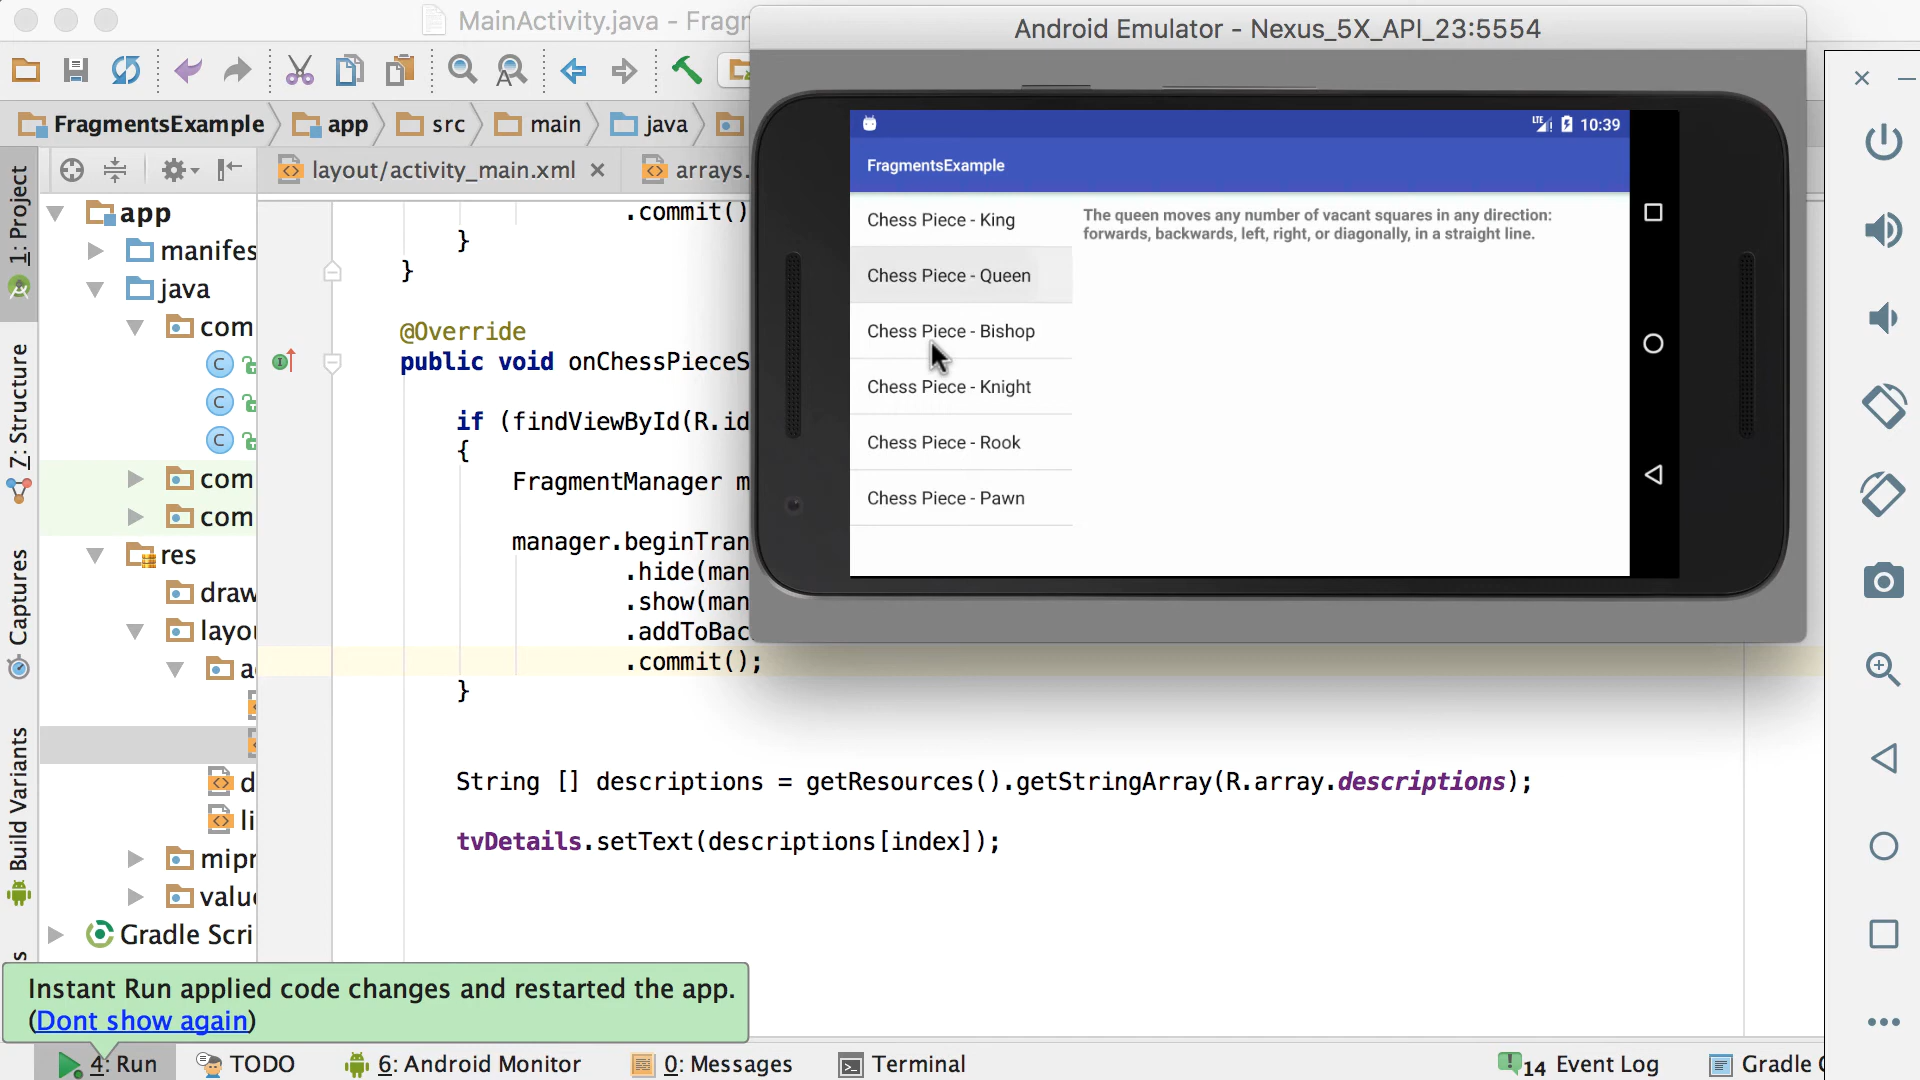 MainActivity.java - Fragm
Android Emulator - Nexus_5X_API_23:5554
FragmentsExample
app
src
main
java
layout/activity_main.xml
arrays.
1: Project
Z: Structure
Captures
Build Variants
app
manifes
java
com
com
com
res
draw
layou
a
d
li
mipr
valu
Gradle Scri
.commit()
}
}
@Override
public void onChessPieceS
if (findViewById(R.id
{
FragmentManager m
manager.beginTran
.hide(man
.show(man
.addToBac
.commit();
}
String [] descriptions = getResources().getStringArray(R.array.descriptions);
tvDetails.setText(descriptions[index]);
LTE
10:39
FragmentsExample
Chess Piece - King
Chess Piece - Queen
Chess Piece - Bishop
Chess Piece - Knight
Chess Piece - Rook
Chess Piece - Pawn
The queen moves any number of vacant squares in any direction:
forwards, backwards, left, right, or diagonally, in a straight line.
Instant Run applied code changes and restarted the app.
(Dont show again)
4: Run
TODO
6: Android Monitor
0: Messages
Terminal
14 Event Log
Gradle